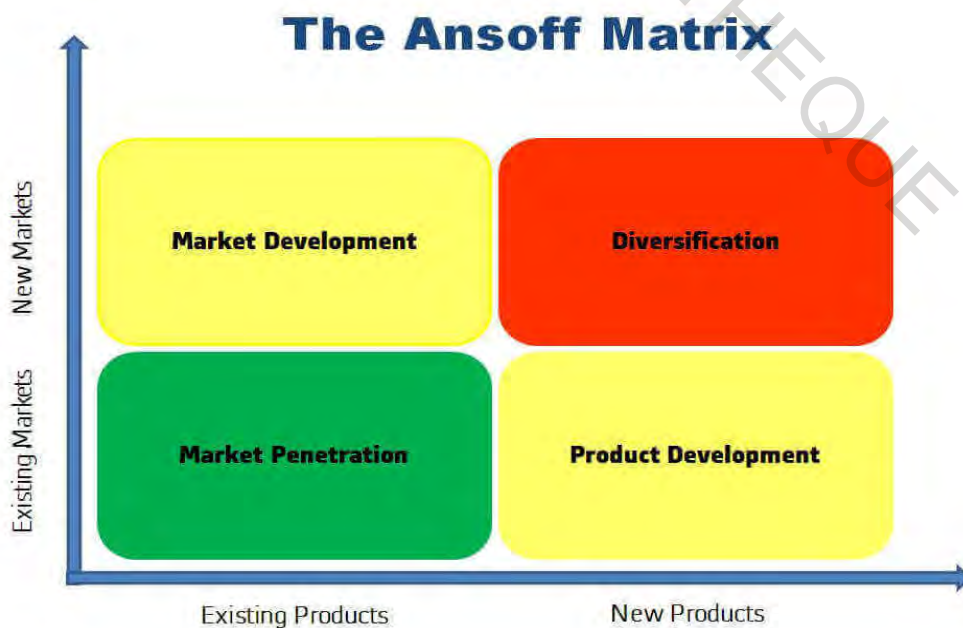 The Ansoff Matrix
New Markets
Market Development
Diversification
Existing Markets
Market Penetration
Product Development
Existing Products
New Products